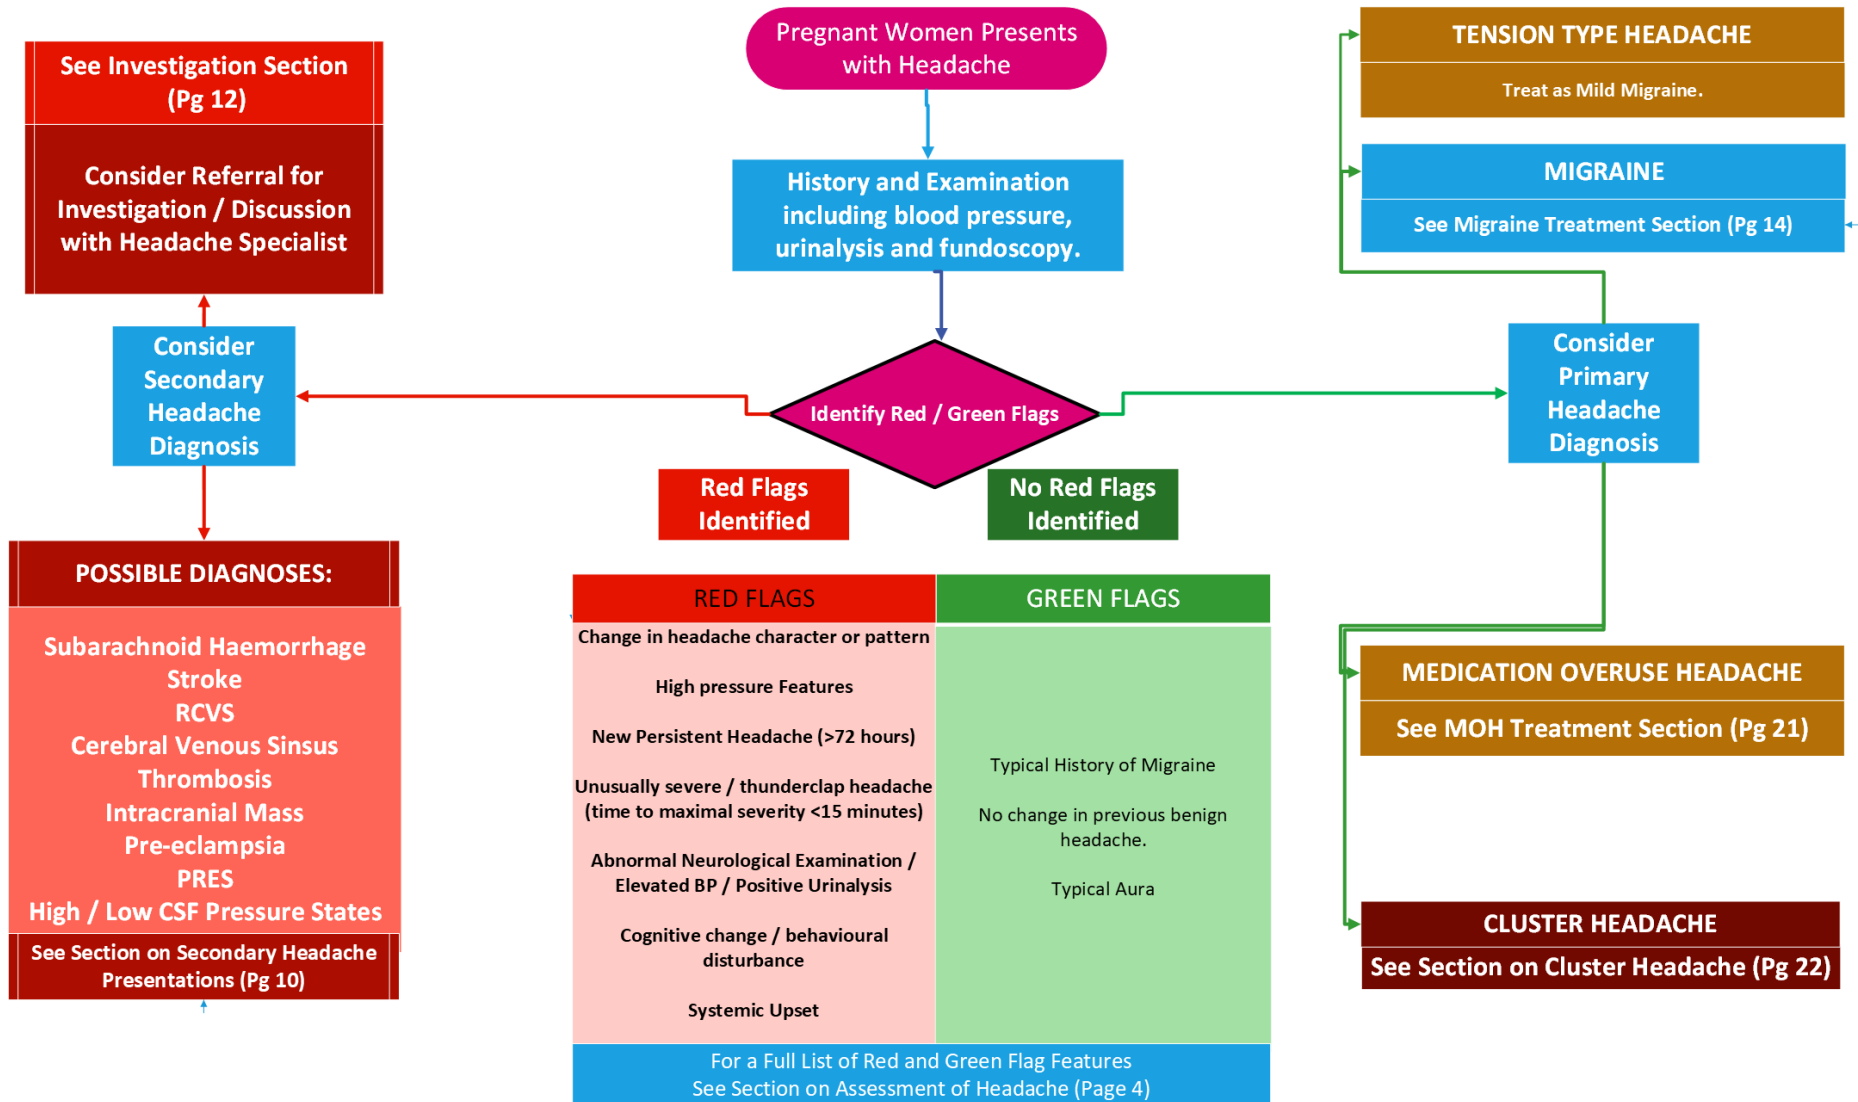 Pregnant Women Presents
with Headache
History and Examination
including blood pressure,
urinalysis and fundoscopy.
Identify Red / Green Flags
Red Flags
Identified
No Red Flags
Identified
See Investigation Section
(Pg 12)
Consider Referral for
Investigation / Discussion
with Headache Specialist
Consider
Secondary
Headache
Diagnosis
POSSIBLE DIAGNOSES:
Subarachnoid Haemorrhage
Stroke
RCVS
Cerebral Venous Sinsus
Thrombosis
Intracranial Mass
Pre-eclampsia
PRES
High / Low CSF Pressure States
See Section on Secondary Headache
Presentations (Pg 10)
RED FLAGS
Change in headache character or pattern
High pressure Features
New Persistent Headache (>72 hours)
Unusually severe / thunderclap headache
(time to maximal severity <15 minutes)
Abnormal Neurological Examination /
Elevated BP / Positive Urinalysis
Cognitive change / behavioural
disturbance
Systemic Upset
GREEN FLAGS
Typical History of Migraine
No change in previous benign
headache.
Typical Aura
For a Full List of Red and Green Flag Features
See Section on Assessment of Headache (Page 4)
TENSION TYPE HEADACHE
Treat as Mild Migraine.
MIGRAINE
See Migraine Treatment Section (Pg 14)
Consider
Primary
Headache
Diagnosis
MEDICATION OVERUSE HEADACHE
See MOH Treatment Section (Pg 21)
CLUSTER HEADACHE
See Section on Cluster Headache (Pg 22)